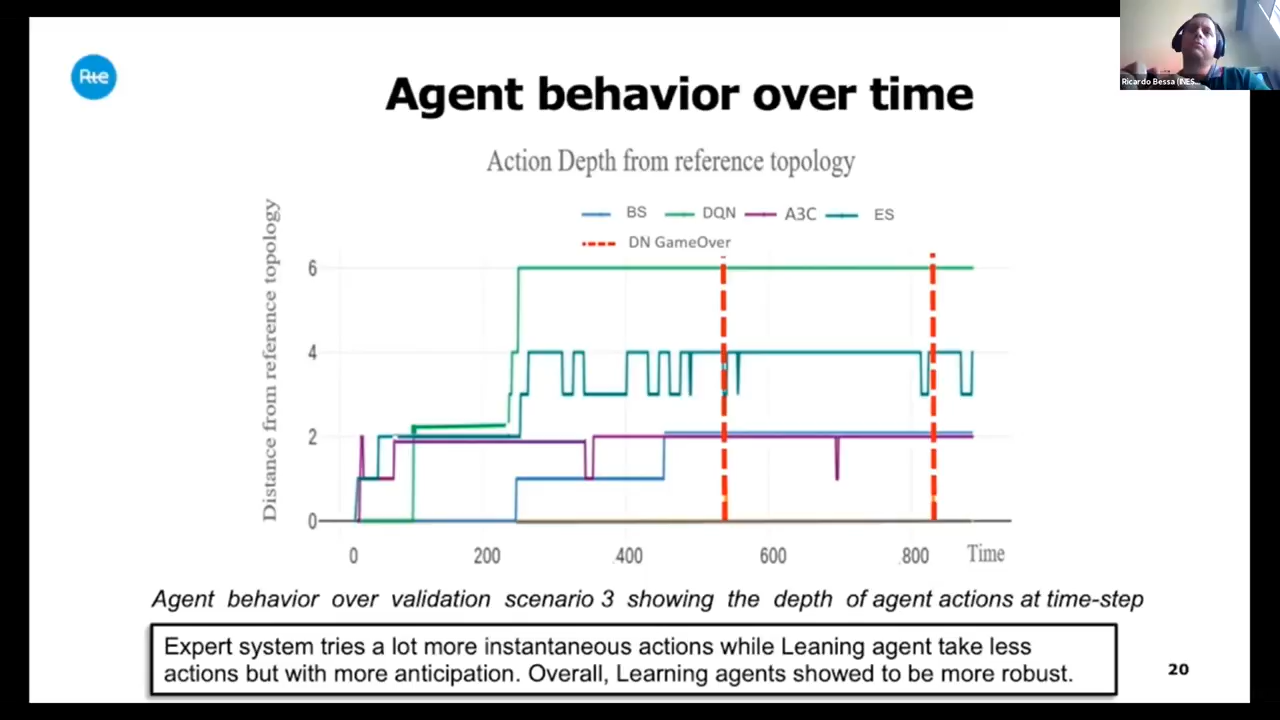 Rte
Ricardo Bessa (INES...
Agent behavior over time
Action Depth from reference topology
BS DQN A3C ES
DN GameOver
Distance from reference topology
6
4
2
0
0 200 400 600 800 Time
Agent behavior over validation scenario 3 showing the depth of agent actions at time-step
Expert system tries a lot more instantaneous actions while Leaning agent take less
actions but with more anticipation. Overall, Learning agents showed to be more robust.
20